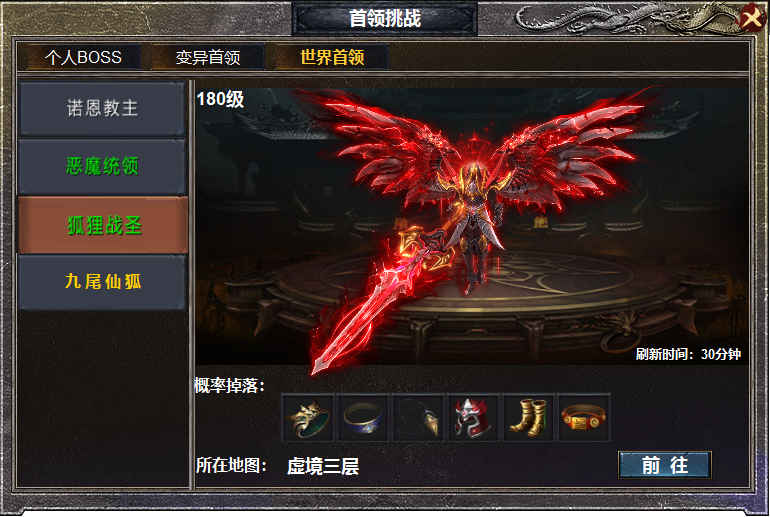 首领挑战
个人BOSS
变异首领
世界首领
诺恩教主
恶魔统领
狐狸战圣
九尾仙狐
180级
刷新时间：30分钟
概率掉落：
所在地图： 虚境三层
前 往